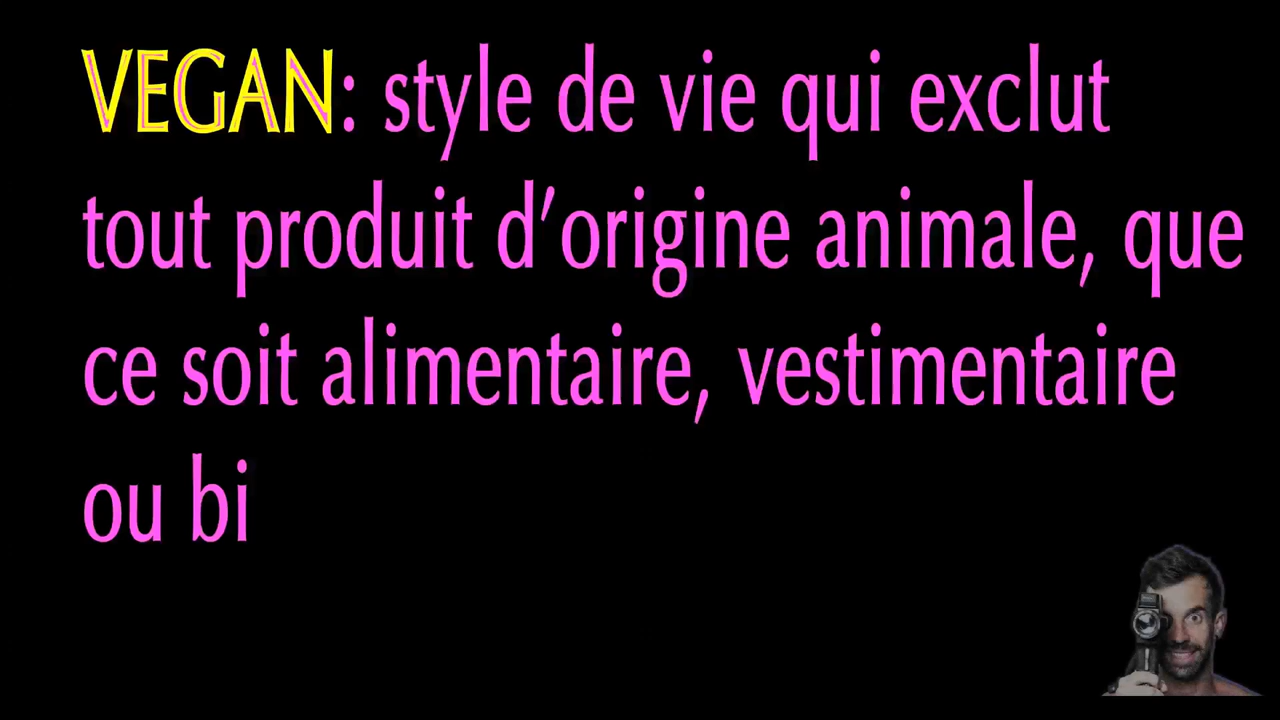 VEGAN: style de vie qui exclut
tout produit d’origine animale, que
ce soit alimentaire, vestimentaire
ou bi